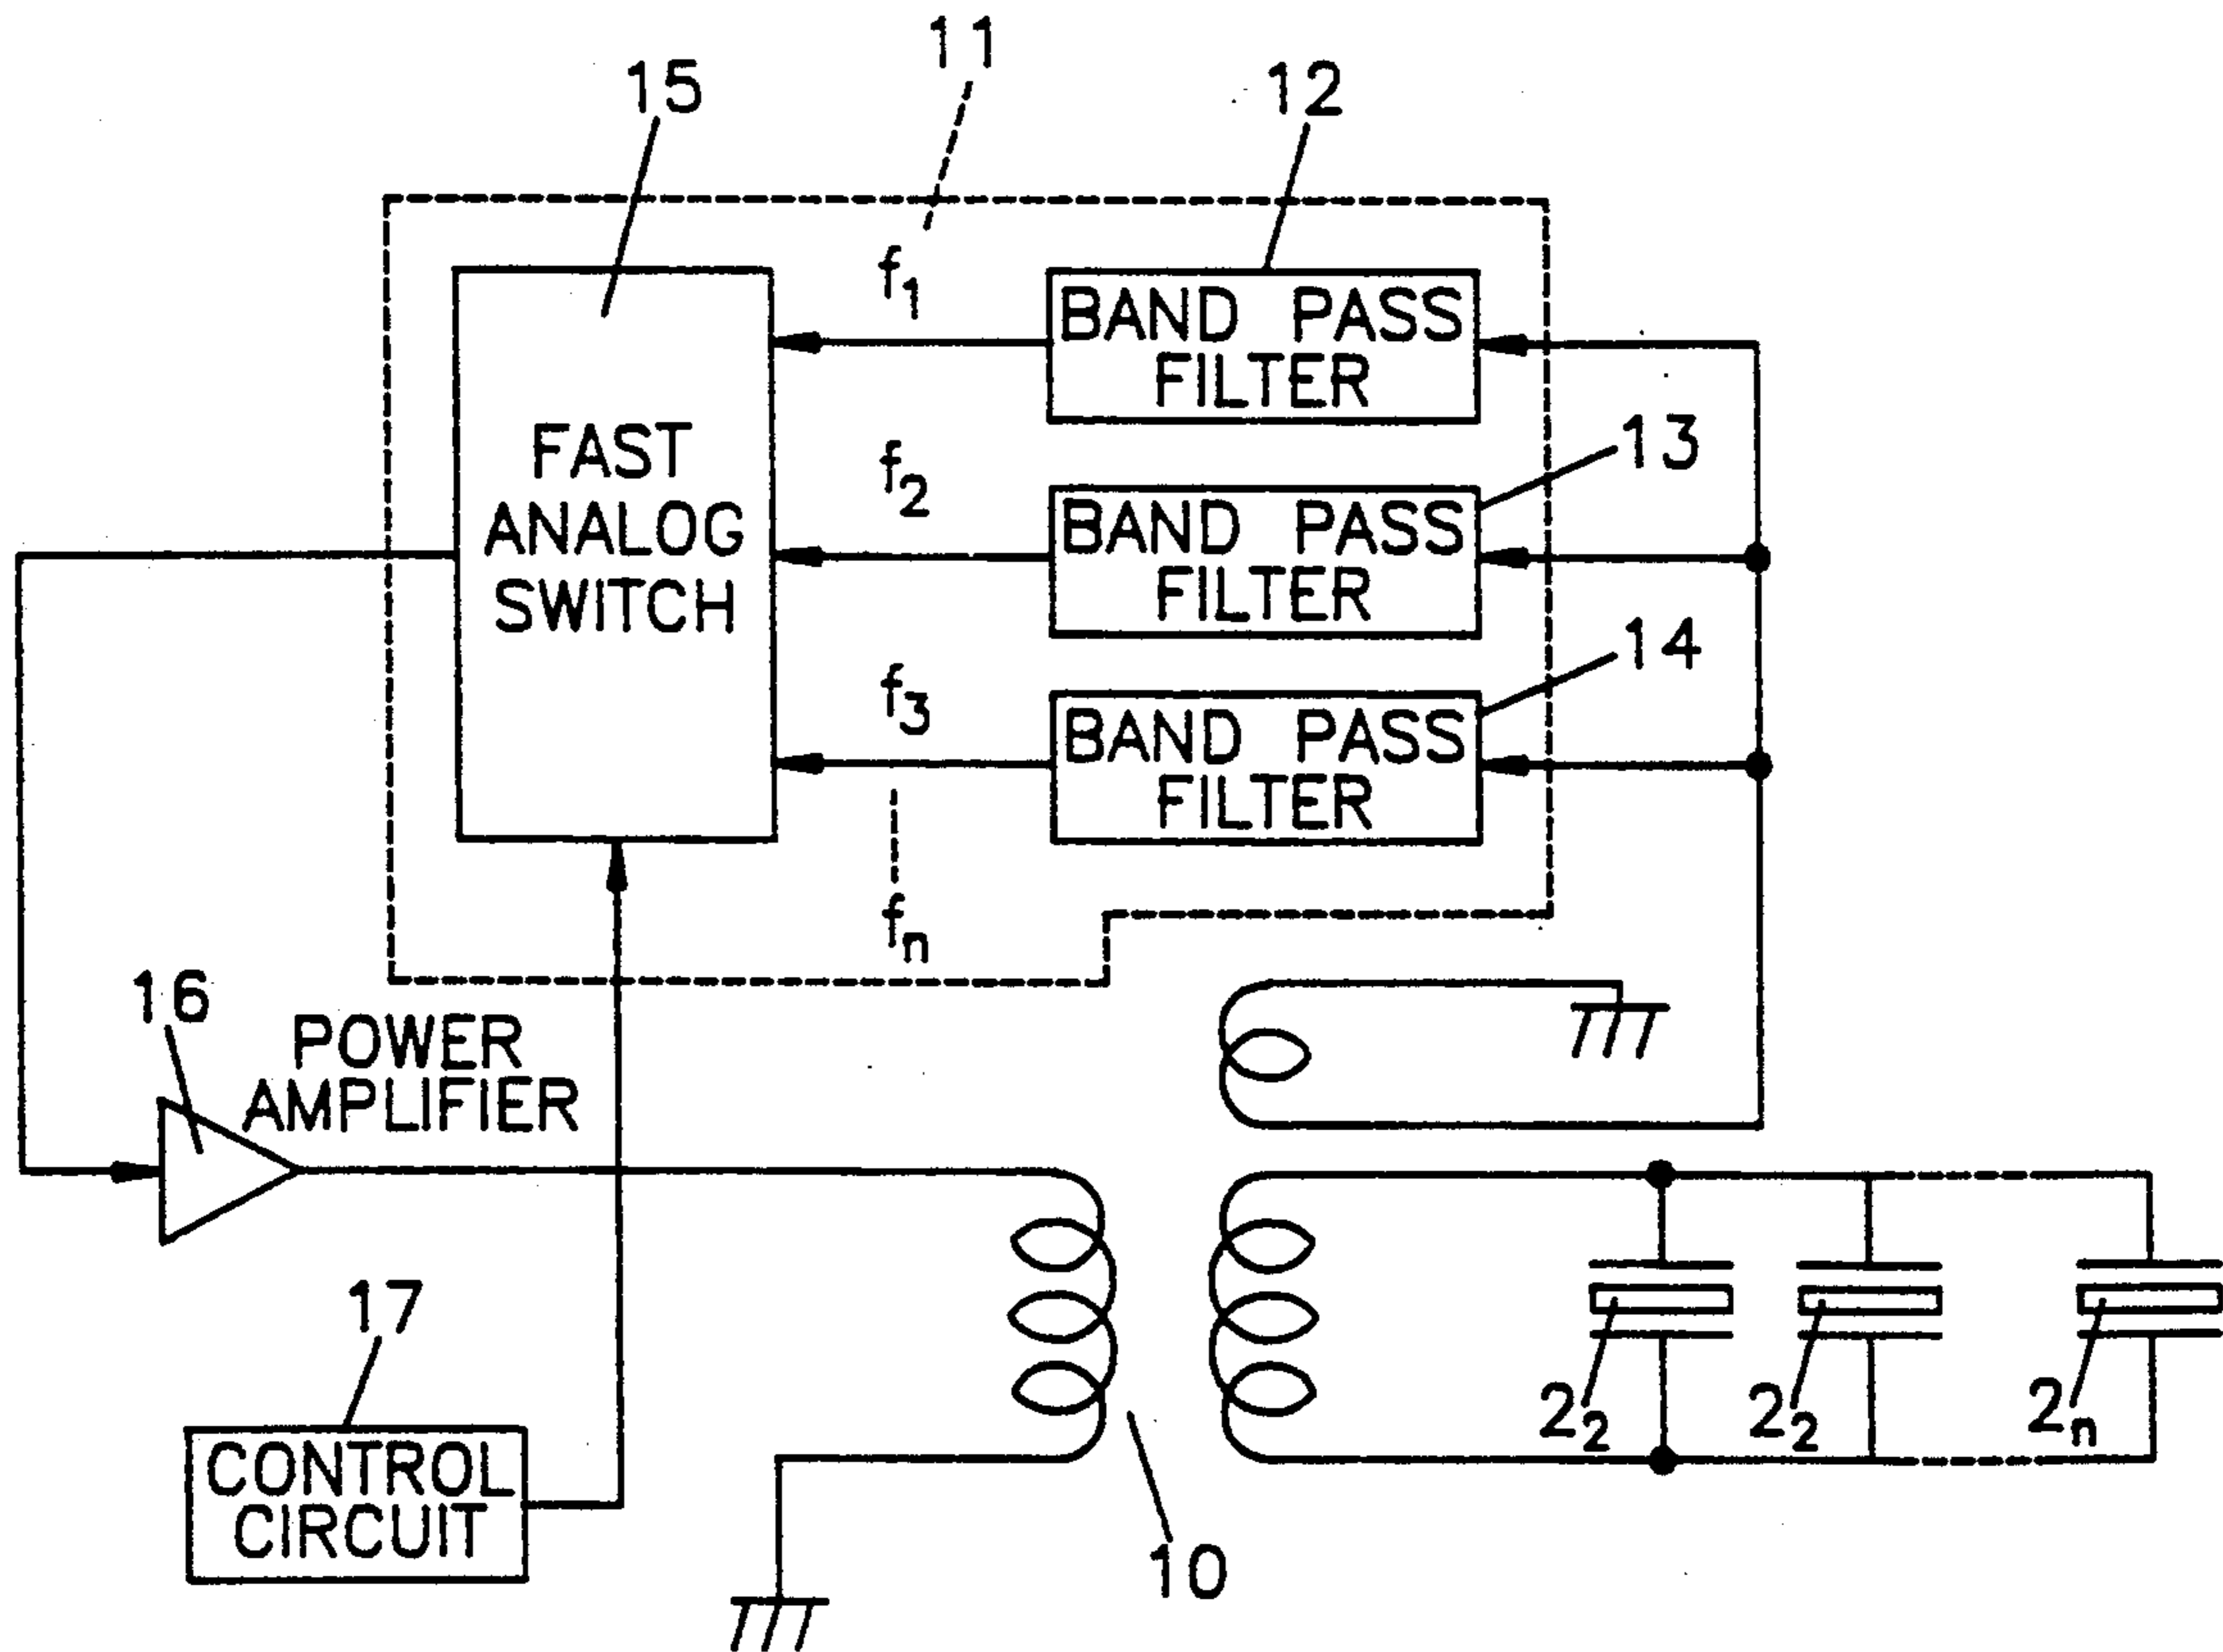 11
15
12
f1
BAND PASS
FILTER
13
FAST
ANALOG
SWITCH
f2
BAND PASS
FILTER
14
f3
BAND PASS
FILTER
fn
16
POWER
AMPLIFIER
17
CONTROL
CIRCUIT
10
22
22
2n